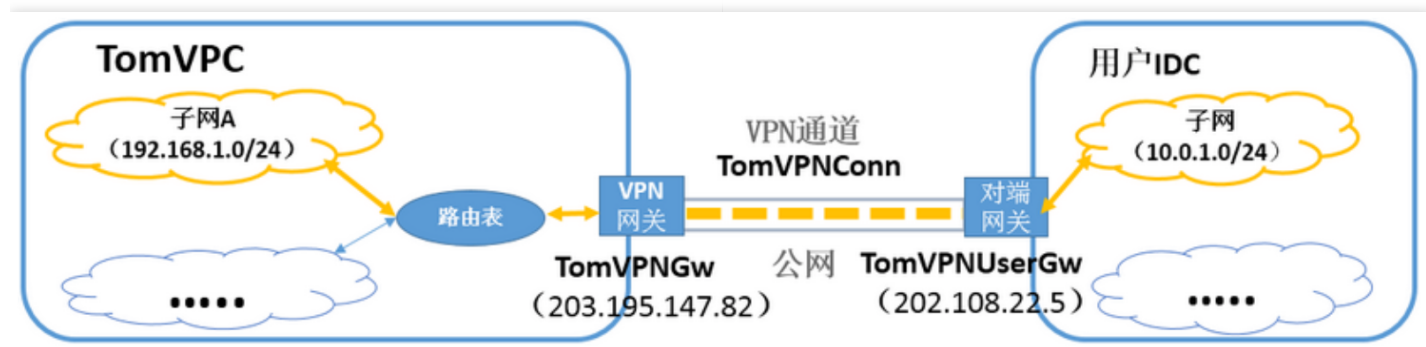 TomVPC
子网A
（192.168.1.0/24）
路由表
•••••
VPN
网关
TomVPNGw
（203.195.147.82）
VPN通道
TomVPNConn
公网
对端
网关
TomVPNUserGw
（202.108.22.5）
用户IDC
子网
（10.0.1.0/24）
•••••